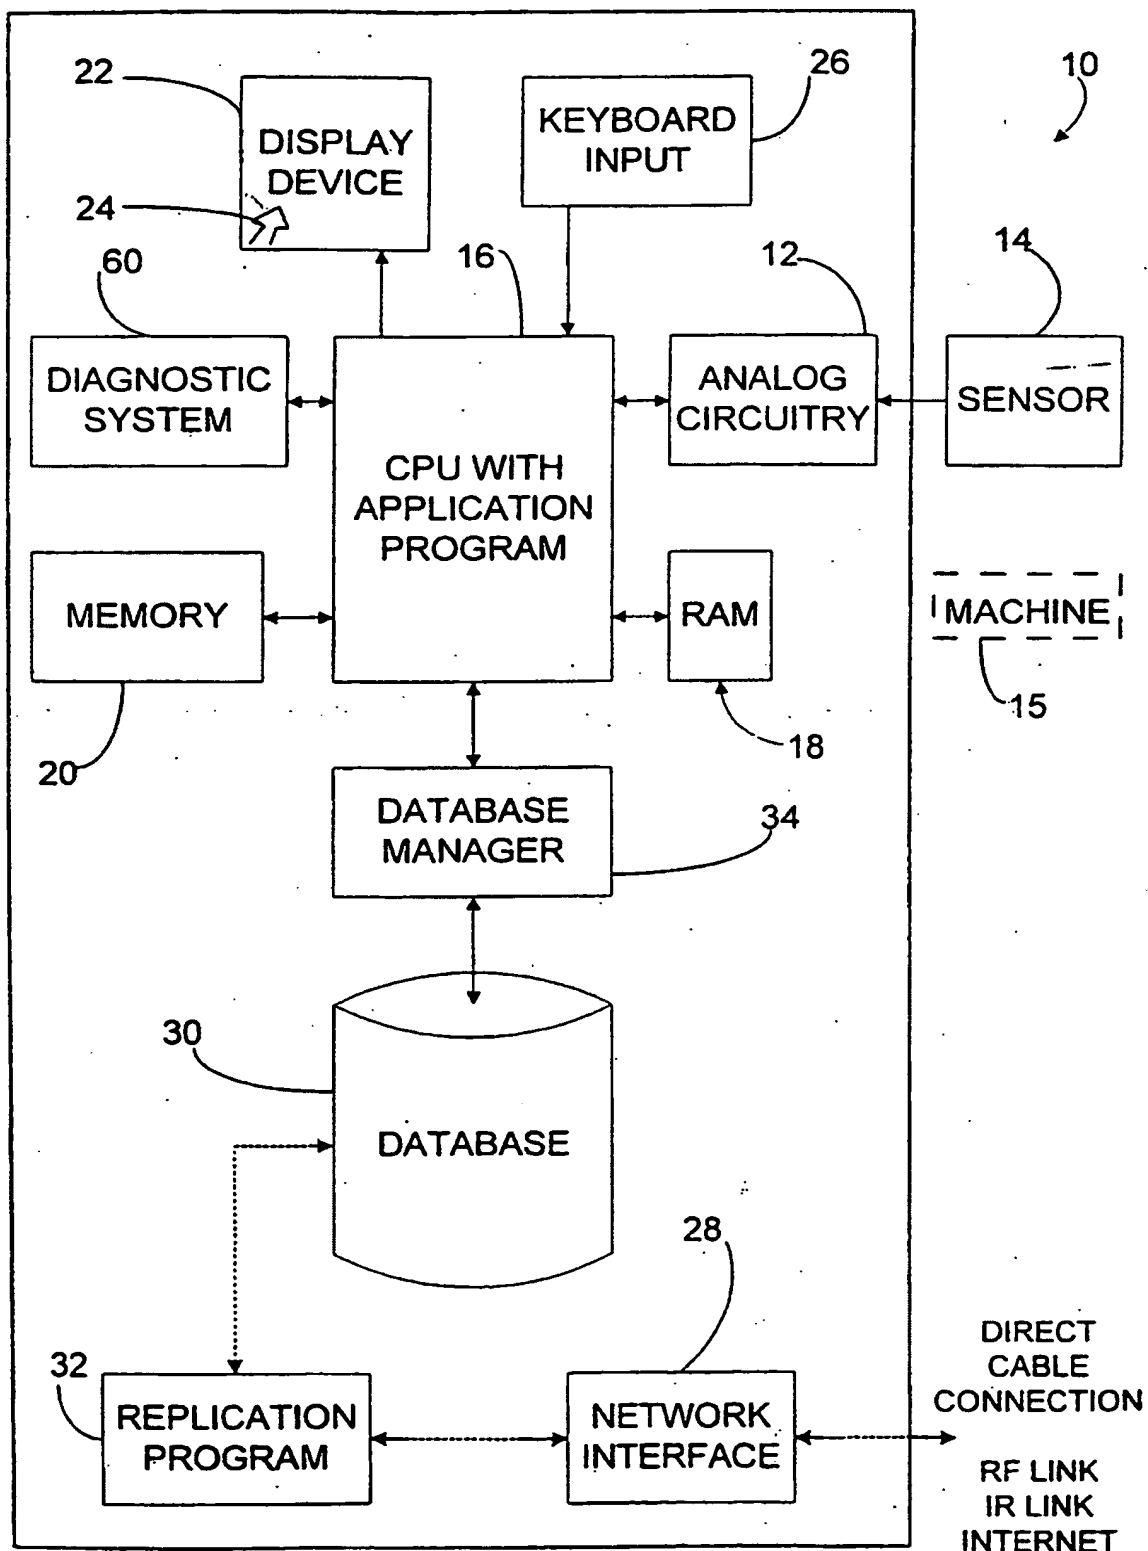 22
26
10
DISPLAY
DEVICE
KEYBOARD
INPUT
24
60
16
12
14
DIAGNOSTIC
SYSTEM
CPU WITH
APPLICATION
PROGRAM
ANALOG
CIRCUITRY
SENSOR
MEMORY
RAM
MACHINE
20
18
15
DATABASE
MANAGER
34
30
DATABASE
28
32
REPLICATION
PROGRAM
NETWORK
INTERFACE
DIRECT
CABLE
CONNECTION
RF LINK
IR LINK
INTERNET